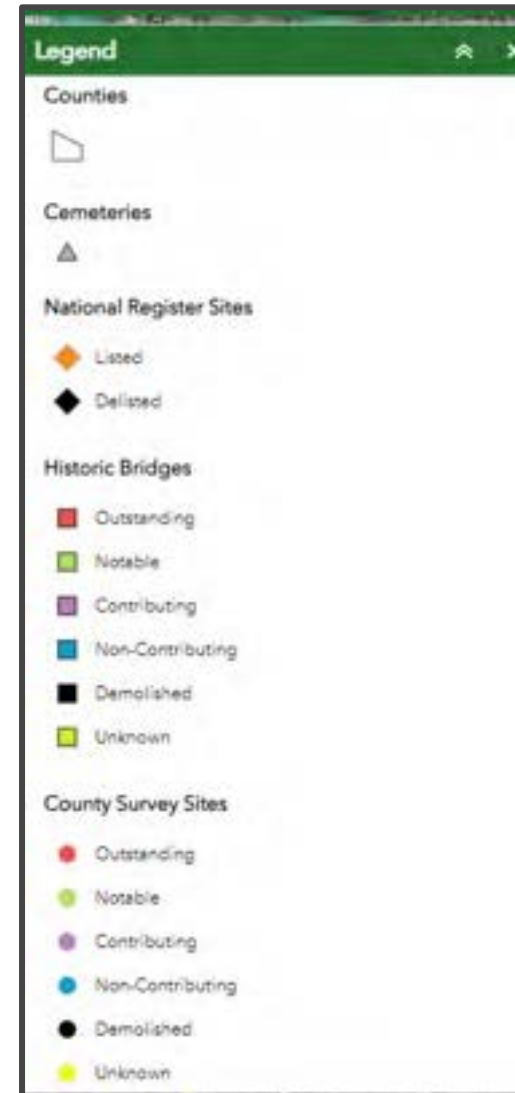 Legend
Counties
Cemeteries
National Register Sites
Listed
Delisted
Historic Bridges
Outstanding
Notable
Contributing
Non-Contributing
Demolished
Unknown
County Survey Sites
Outstanding
Notable
Contributing
Non-Contributing
Demolished
Unknown